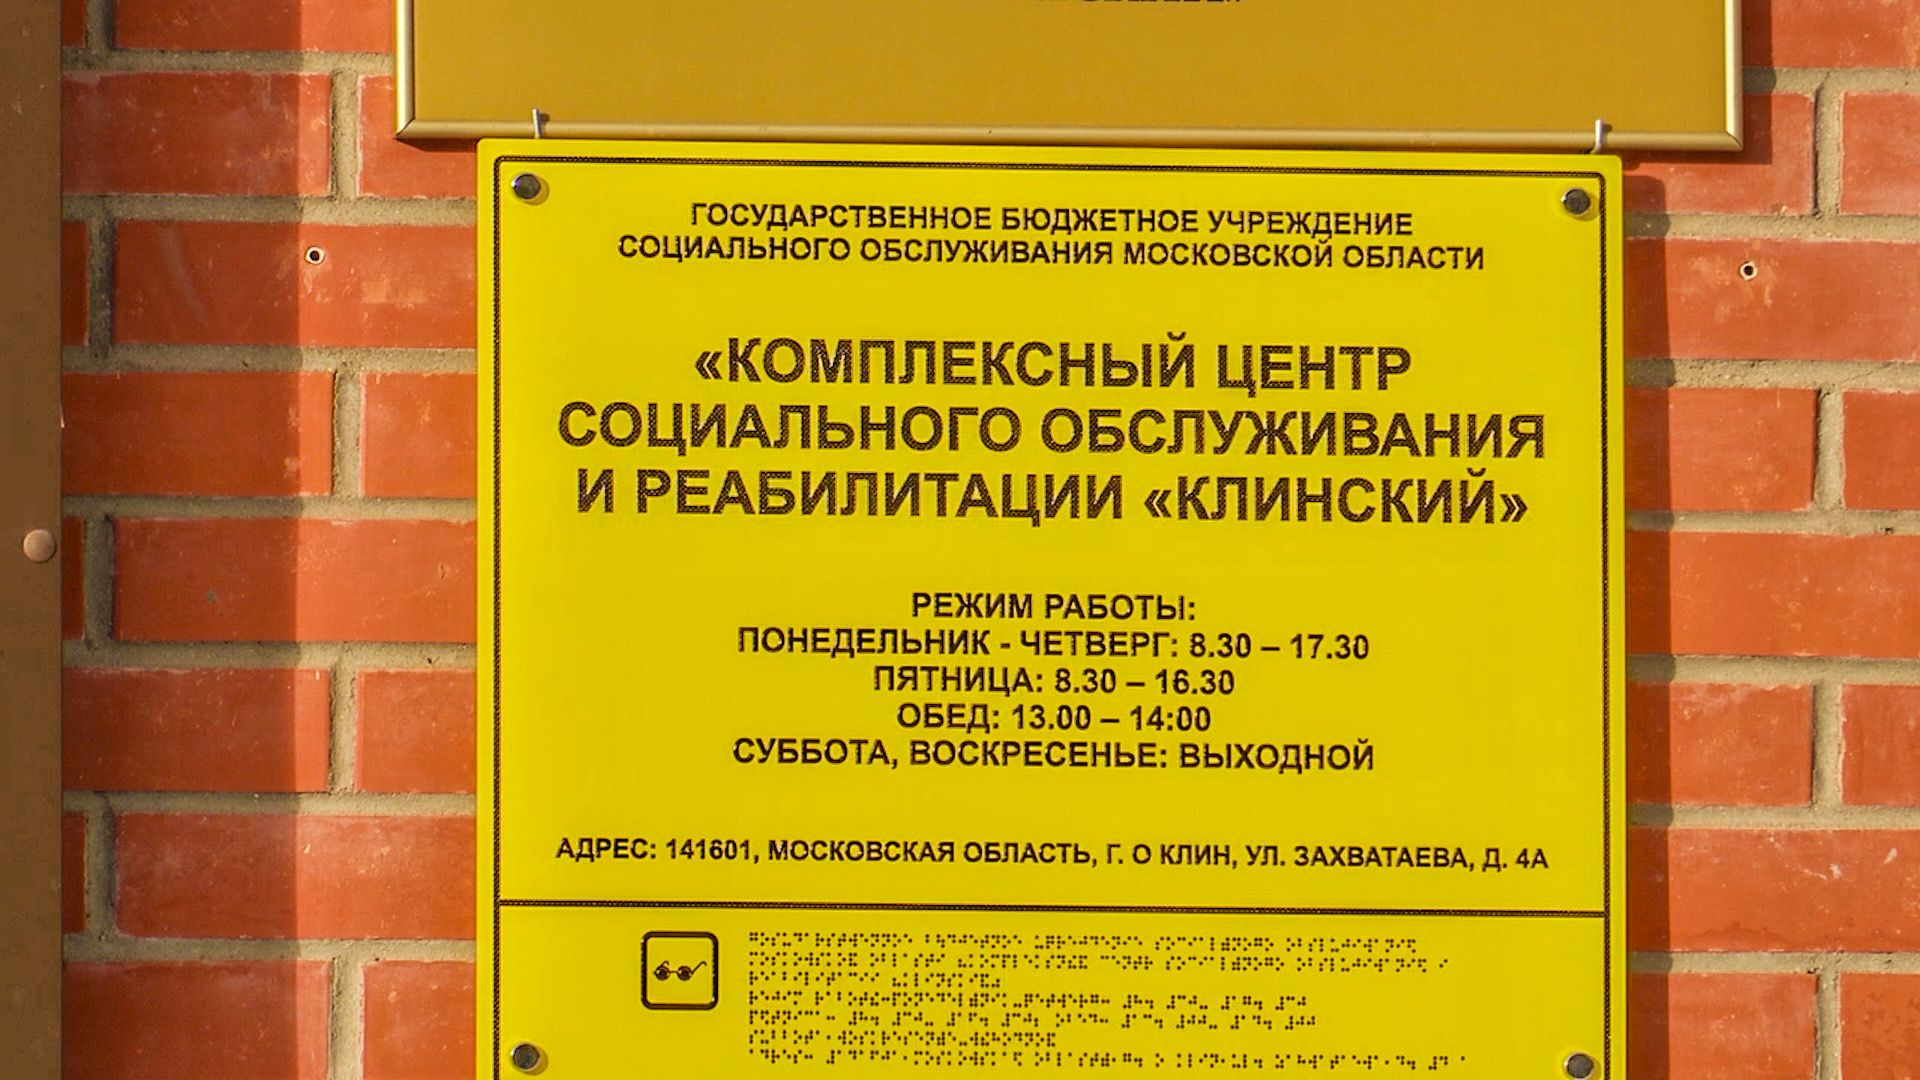 ГОСУДАРСТВЕННОЕ БЮДЖЕТНОЕ УЧРЕЖДЕНИЕ
СОЦИАЛЬНОГО ОБСЛУЖИВАНИЯ МОСКОВСКОЙ ОБЛАСТИ
«КОМПЛЕКСНЫЙ ЦЕНТР
СОЦИАЛЬНОГО ОБСЛУЖИВАНИЯ
И РЕАБИЛИТАЦИИ «КЛИНСКИЙ»
РЕЖИМ РАБОТЫ:
ПОНЕДЕЛЬНИК - ЧЕТВЕРГ: 8.30 – 17.30
ПЯТНИЦА: 8.30 – 16.30
ОБЕД: 13.00 – 14:00
СУББОТА, ВОСКРЕСЕНЬЕ: ВЫХОДНОЙ
АДРЕС: 141601, МОСКОВСКАЯ ОБЛАСТЬ, Г. О КЛИН, УЛ. ЗАХВАТАЕВА, Д. 4А